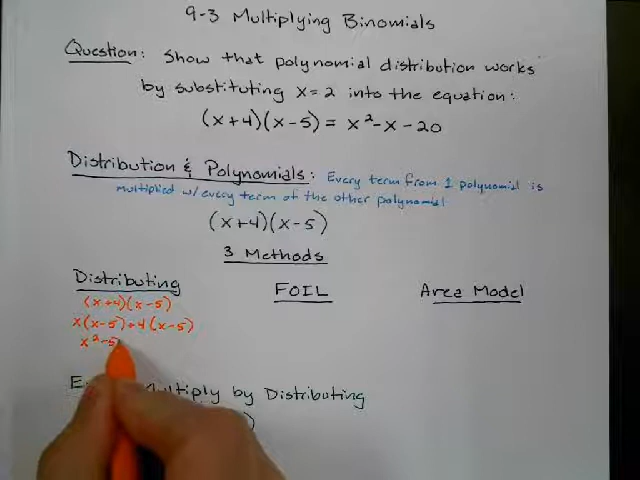 9-3 Multiplying Binomials
Question: Show that polynomial distribution works
by substituting x=2 into the equation:
(x+4)(x-5) = x²-x-20
Distribution & Polynomials: Every term from 1 polynomial is
multiplied w/every term of the other polynomial
(x+4)(x-5)
3 Methods
Distributing FOIL Area Model
(x+4)(x-5)
x(x-5)+4(x-5)
x²-5
Multiply by Distributing